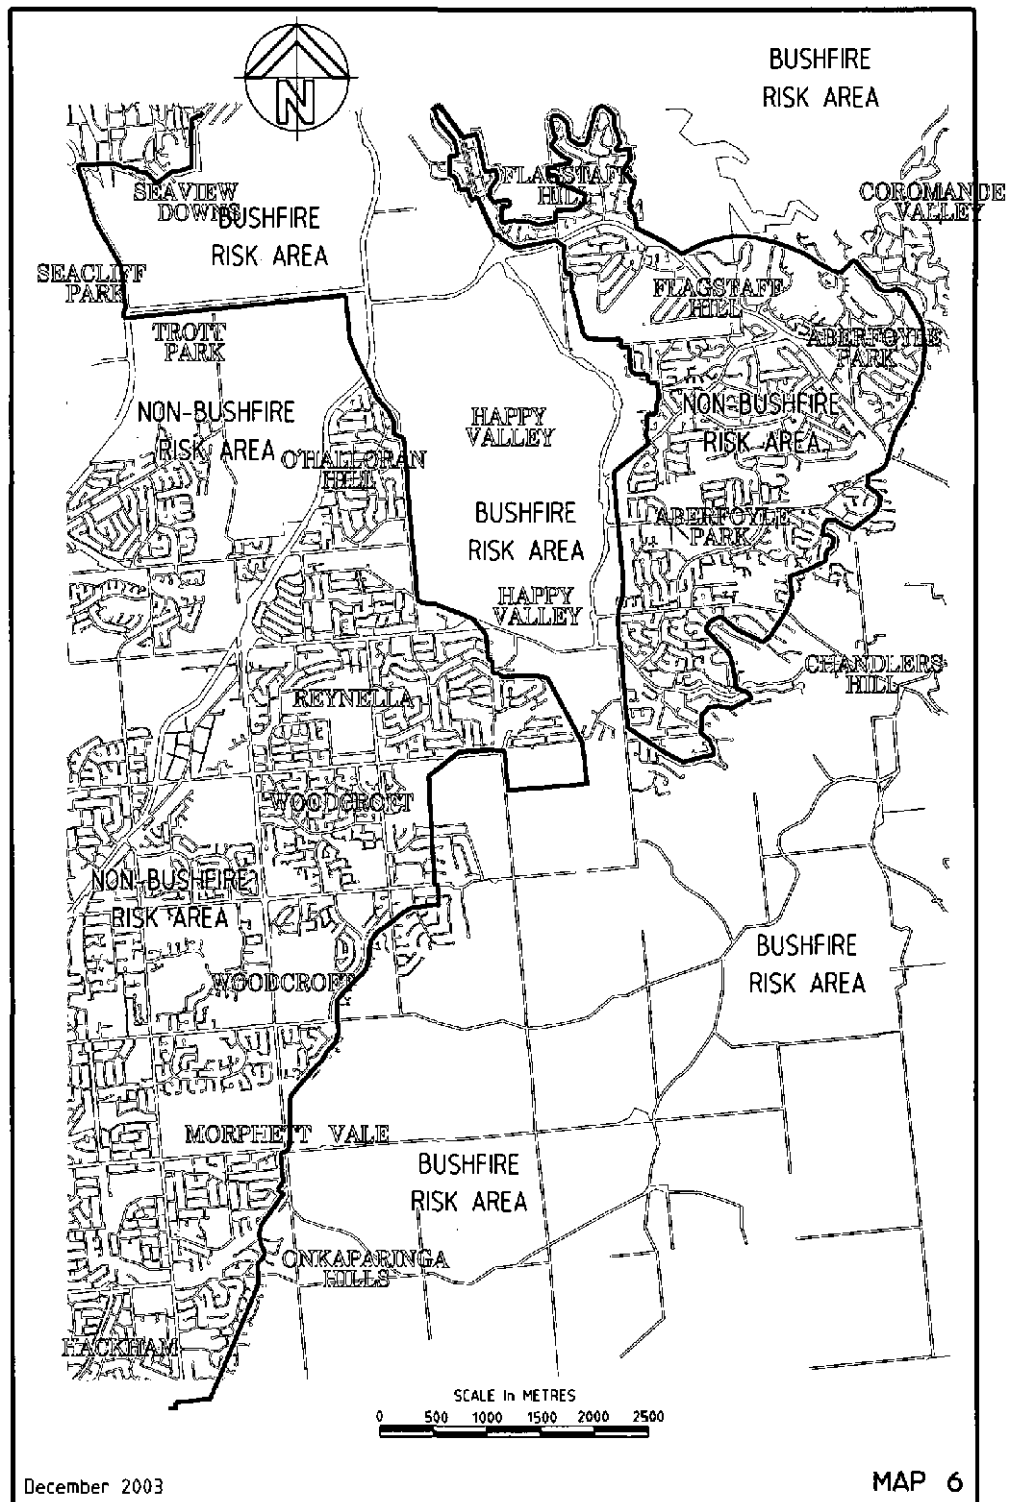 N
BUSHFIRE
RISK AREA
SEAVIEW
DOWNS
BUSHFIRE
RISK AREA
FLAGSTAFF
HILL
COROMANDE
VALLEY
SEACLIFF
PARK
TROTT
PARK
FLAGSTAFF
HILL
ABERFOYLE
PARK
NON-BUSHFIRE
RISK AREA
HAPPY
VALLEY
NON-BUSHFIRE
RISK AREA
O'HALLORAN
HILL
BUSHFIRE
RISK AREA
ABERFOYLE
PARK
HAPPY
VALLEY
CHANDLERS
HILL
REYNELLA
WOODCROFT
NON-BUSHFIRE
RISK AREA
BUSHFIRE
RISK AREA
WOODCROFT
MORPHETT VALE
BUSHFIRE
RISK AREA
ONKAPARINGA
HILLS
HACKHAM
SCALE In METRES
0 500 1000 1500 2000 2500
December 2003
MAP 6